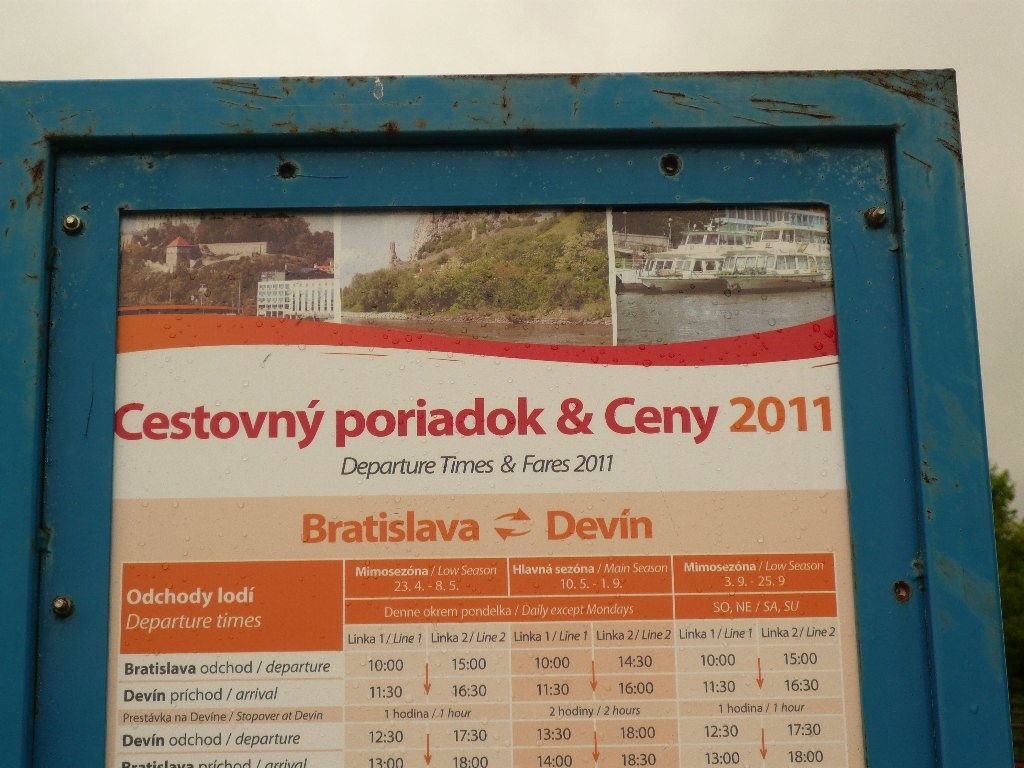 Cestovný poriadok & Ceny 2011
Departure Times & Fares 2011
Bratislava Devín
Odchody lodí
Departure times
Mimosezóna / Low Season
23. 4. - 8. 5.
Hlavná sezóna / Main Season
10. 5. - 1. 9.
Mimosezóna / Low Season
3. 9. - 25. 9
Denne okrem pondelka / Daily except Mondays
SO, NE / SA, SU
Linka 1 / Line 1 Linka 2 / Line 2 Linka 1 / Line 1 Linka 2 / Line 2 Linka 1 / Line 1 Linka 2 / Line 2
Bratislava odchod / departure 10:00 15:00 10:00 14:30 10:00 15:00
Devín príchod / arrival 11:30 16:30 11:30 16:00 11:30 16:30
Prestávka na Devíne / Stopover at Devin 1 hodina / 1 hour 2 hodiny / 2 hours 1 hodina / 1 hour
Devín odchod / departure 12:30 17:30 13:30 18:00 12:30 17:30
Bratislava príchod / arrival 13:00 18:00 14:00 18:30 13:00 18:00